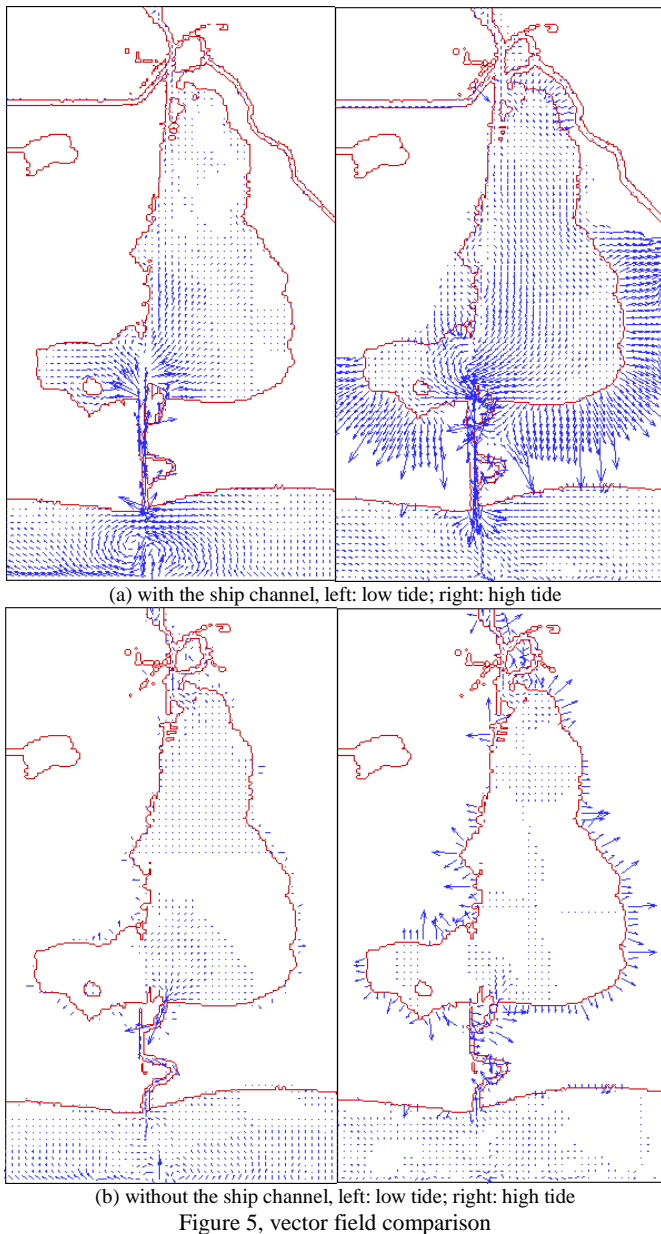 (a) with the ship channel, left: low tide; right: high tide
(b) without the ship channel, left: low tide; right: high tide
Figure 5, vector field comparison